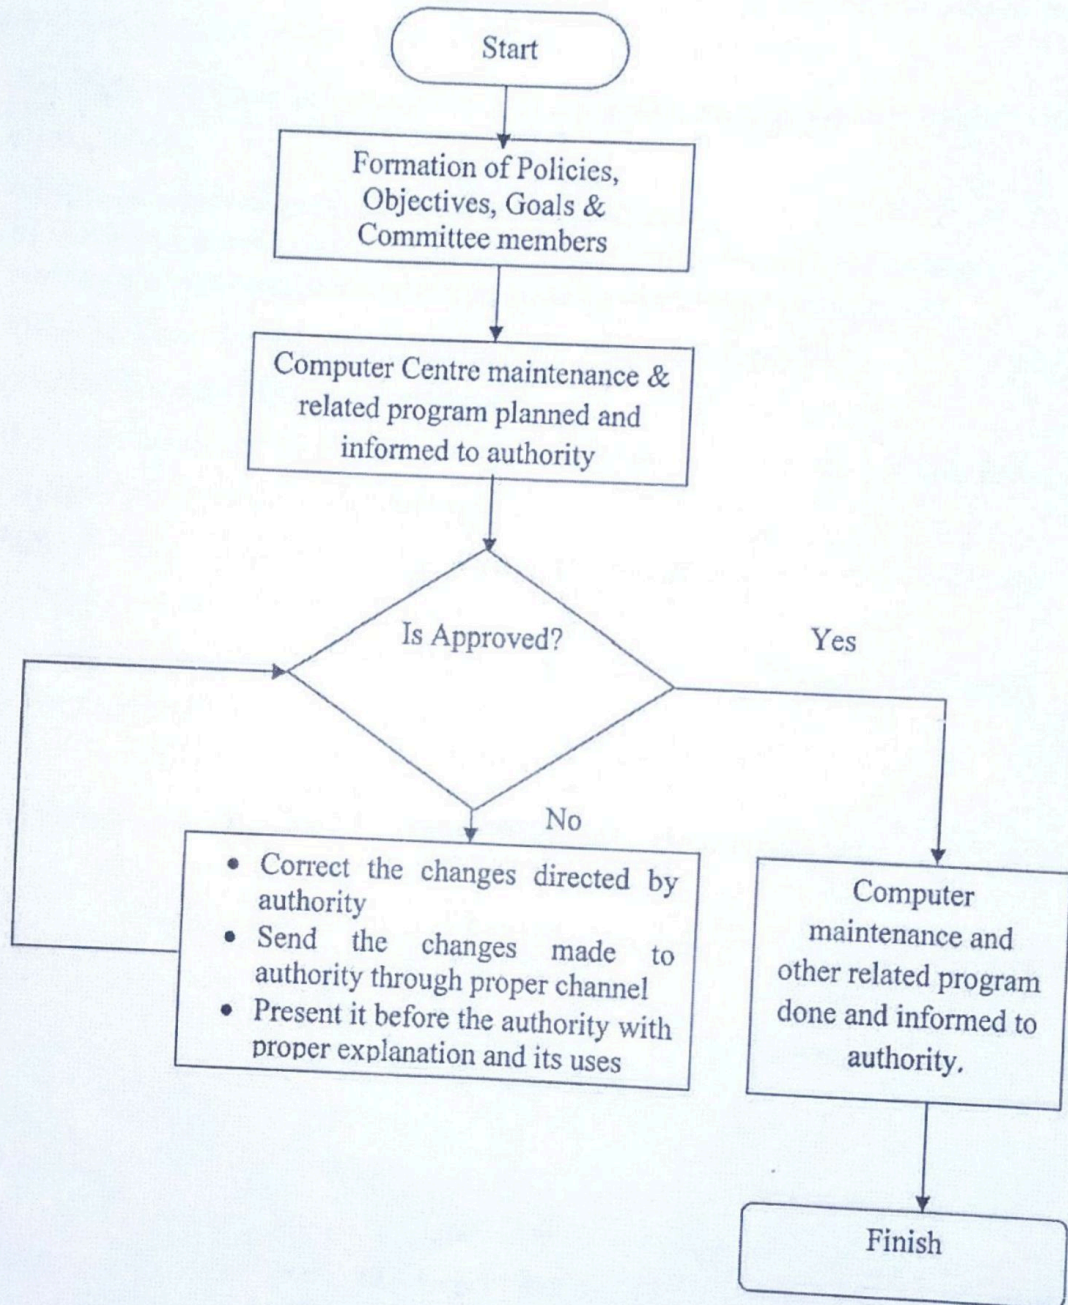 Start
Formation of Policies,
Objectives, Goals &
Committee members
Computer Centre maintenance &
related program planned and
informed to authority
Is Approved?
Yes
No
• Correct the changes directed by
authority
• Send the changes made to
authority through proper channel
• Present it before the authority with
proper explanation and its uses
Computer
maintenance and
other related program
done and informed to
authority.
Finish